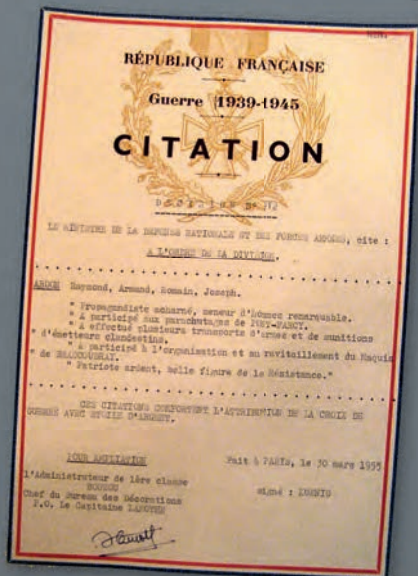 RÉPUBLIQUE FRANÇAISE
Guerre 1939-1945
CITATION
LE MINISTRE DE LA DEFENSE NATIONALE ET DES FORCES ARMEES, cite :
A L'ORDRE DE LA DIVISION.
Raymond, Armand, Romain, Joseph.
" Propagandiste acharné, meneur d'hommes remarquable.
" A participé aux parachutages de
" A effectué plusieurs transports d'armes et de munitions
" d'émetteurs clandestins.
" A participé à l'organisation et au ravitaillement du Maquis
" de
" Patriote ardent, belle figure de la Résistance."
CES CITATIONS COMPORTENT L'ATTRIBUTION DE LA CROIX DE
GUERRE AVEC ETOILE D'ARGENT.
POUR AMPLIATION
Fait à PARIS, le 30 mars 1955
l'Administrateur de 1ère classe
signé :
Chef du Bureau des Décorations
P.O. Le Capitaine